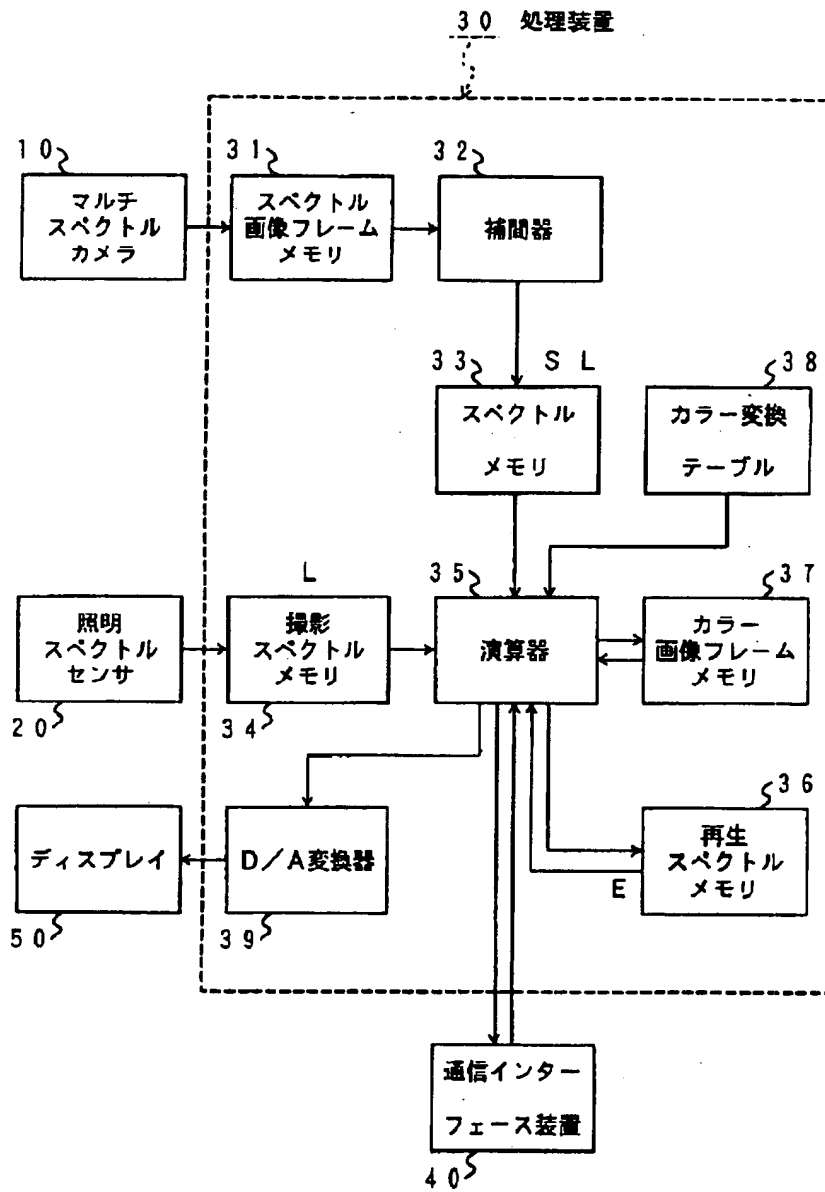 30 処理装置
10
マルチ
スペクトル
カメラ
31
スペクトル
画像フレーム
メモリ
32
補間器
33
SL
スペクトル
メモリ
38
カラー変換
テーブル
20
照明
スペクトル
センサ
L
撮影
スペクトル
メモリ
34
35
演算器
37
カラー
画像フレーム
メモリ
36
再生
スペクトル
メモリ
E
ディスプレイ
50
D/A変換器
39
通信インター
フェース装置
40